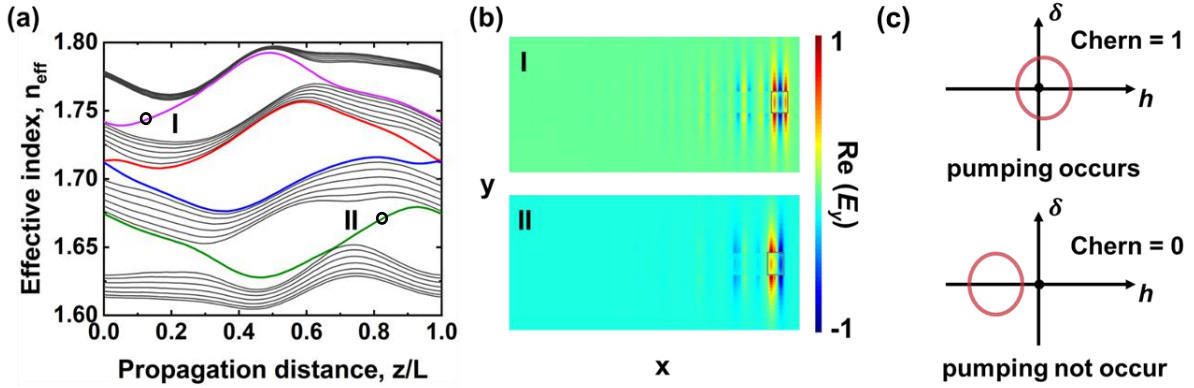 (a)
1.80
1.75
1.70
1.65
1.60
Effective index, n_eff
I
II
0.0 0.2 0.4 0.6 0.8 1.0
Propagation distance, z/L
(b)
I
II
y
x
1
Re (E_y)
-1
(c)
δ
Chern = 1
h
pumping occurs
δ
Chern = 0
h
pumping not occur